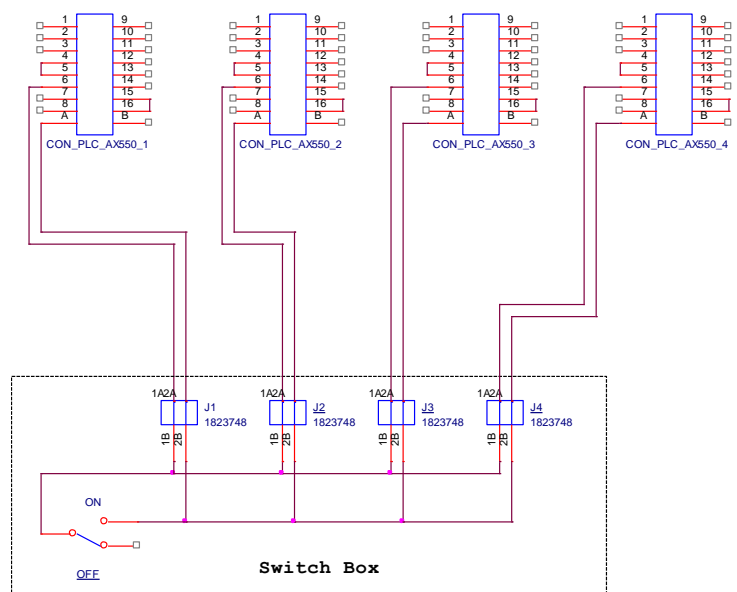 1 9 1 9 1 9 1 9
2 10 2 10 2 10 2 10
3 11 3 11 3 11 3 11
4 12 4 12 4 12 4 12
5 13 5 13 5 13 5 13
6 14 6 14 6 14 6 14
7 15 7 15 7 15 7 15
8 16 8 16 8 16 8 16
A B A B A B A B
CON_PLC_AX550_1 CON_PLC_AX550_2 CON_PLC_AX550_3 CON_PLC_AX550_4
1A2A J1 1A2A J2 1A2A J3 1A2A J4
1823748 1823748 1823748 1823748
1B 2B 1B 2B 1B 2B 1B 2B
ON
OFF
Switch Box